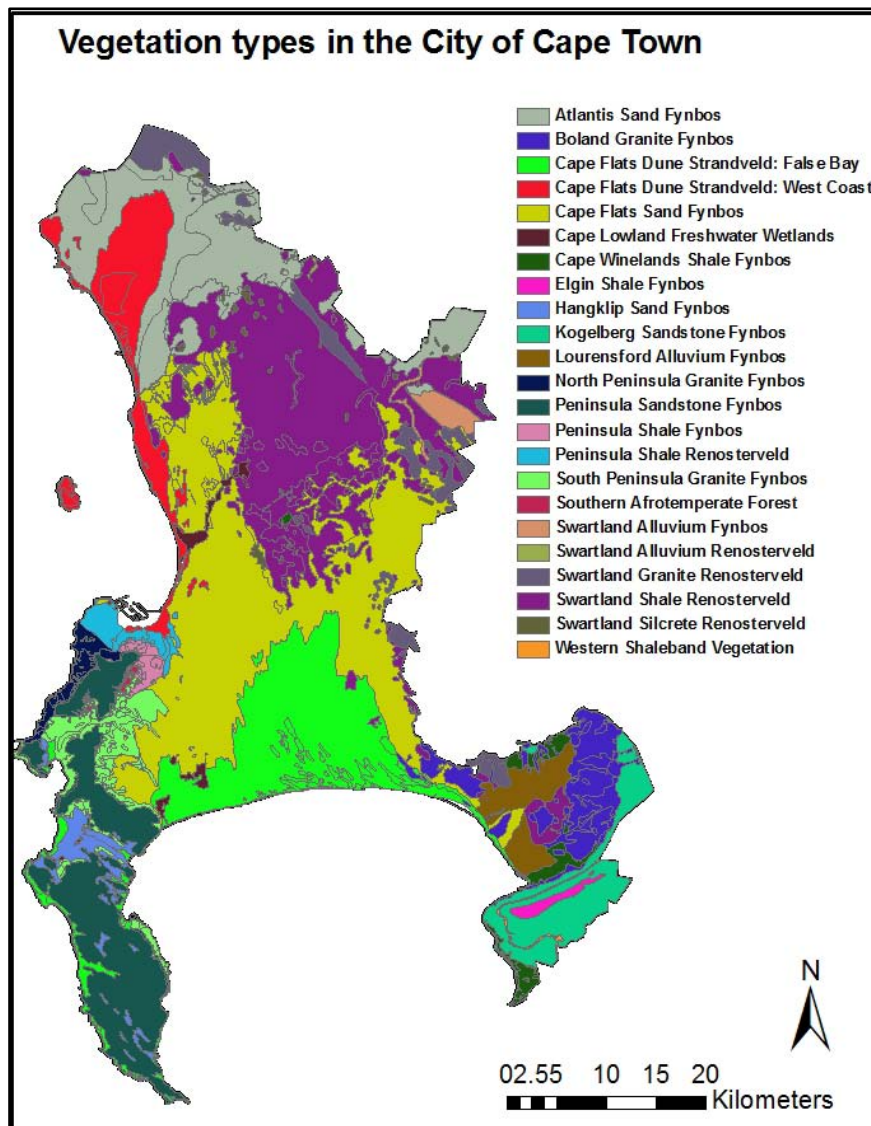 Vegetation types in the City of Cape Town
Atlantis Sand Fynbos
Boland Granite Fynbos
Cape Flats Dune Strandveld: False Bay
Cape Flats Dune Strandveld: West Coast
Cape Flats Sand Fynbos
Cape Lowland Freshwater Wetlands
Cape Winelands Shale Fynbos
Elgin Shale Fynbos
Hangklip Sand Fynbos
Kogelberg Sandstone Fynbos
Lourensford Alluvium Fynbos
North Peninsula Granite Fynbos
Peninsula Sandstone Fynbos
Peninsula Shale Fynbos
Peninsula Shale Renosterveld
South Peninsula Granite Fynbos
Southern Afrotemperate Forest
Swartland Alluvium Fynbos
Swartland Alluvium Renosterveld
Swartland Granite Renosterveld
Swartland Shale Renosterveld
Swartland Silcrete Renosterveld
Western Shaleband Vegetation
N
02.55 10 15 20
Kilometers